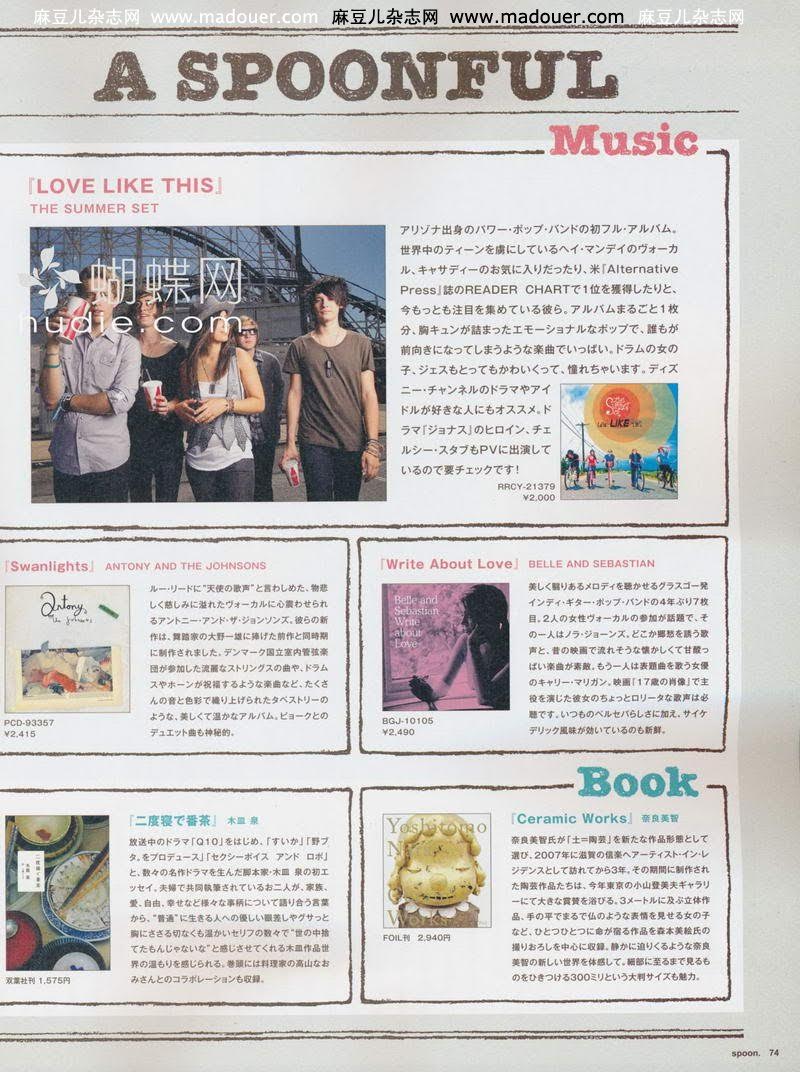 麻豆儿杂志网 www.madouer.com 麻豆儿杂志网 www.madouer.com 麻豆儿杂志网
A SPOONFUL
Music
『LOVE LIKE THIS』
THE SUMMER SET
蝴蝶网
hudie.com
アリゾナ出身のパワー・ポップ・バンドの初フル・アルバム。
世界中のティーンを虜にしているヘイ・マンデイのヴォーカ
ル、キャサディーのお気に入りだったり、米『Alternative
Press』誌のREADER CHARTで1位を獲得したりと、
今もっとも注目を集めている彼ら。アルバムまるごと1枚
分、胸キュンが詰まったエモーショナルなポップで、誰もが
前向きになってしまうような楽曲でいっぱい。ドラムの女の
子、ジェスもとってもかわいくって、憧れちゃいます。ディズ
ニー・チャンネルのドラマやアイ
ドルが好きな人にもオススメ。ド
ラマ『ジョナス』のヒロイン、チェ
ルシー・スタブもPVに出演して
いるので要チェックです！
RRCY-21379
¥2,000
The Summer Set
LOVE LIKE THIS
『Swanlights』 ANTONY AND THE JOHNSONS
Antony
& the johnsons
ルー・リードに“天使の歌声”と言わしめた、物悲
しく慈しみに溢れたヴォーカルに心震わせられ
るアントニー・アンド・ザ・ジョンソンズ。彼らの新
作は、舞踏家の大野一雄に捧げた前作と同時期
に制作されました。デンマーク国立室内管弦楽
団が参加した流麗なストリングスの曲や、ドラム
スやホーンが祝福するような楽曲など、たくさ
んの音と色彩で織り上げられたタペストリー
のような、美しくて温かなアルバム。ビョークとの
デュエット曲も神秘的。
PCD-93357
¥2,415
『Write About Love』 BELLE AND SEBASTIAN
Belle and
Sebastian
Write
about
Love
美しく翳りあるメロディを聴かせるグラスゴー発
インディ・ギター・ポップ・バンドの4年ぶり7枚
目。2人の女性ヴォーカルの参加が話題で、そ
の一人はノラ・ジョーンズ。どこか郷愁を誘う歌
声と、昔の映画で流れそうな懐かしくて甘酸っ
ぱい楽曲が素敵。もう一人は表題曲を歌う女優
のキャリー・マリガン。映画『17歳の肖像』で主
役を演じた彼女のちょっとロリータな歌声は必
聴です。いつものベルセバらしさに加え、サイケ
デリック風味が効いているのも新鮮。
BGJ-10105
¥2,490
Book
『二度寝で番茶』 木皿 泉
二度寝で番茶
木皿 泉
放送中のドラマ「Q10」をはじめ、「すいか」「野ブ
タ。をプロデュース」「セクシーボイス アンド ロボ」
と、数々の名作ドラマを生んだ脚本家・木皿 泉の初エ
ッセイ。夫婦で共同執筆されているお二人が、家族、
愛、自由、幸せなど様々な事柄について語り合う言葉
から、“普通”に生きる人への優しい眼差しやグサっと
胸にささる切なくも温かいセリフの数々で“世の中捨
てたもんじゃないな”と感じさせてくれる木皿作品世
界の温もりを感じられる。巻頭には料理家の高山なお
みさんとのコラボレーションも収録。
双葉社刊 1,575円
『Ceramic Works』 奈良美智
Yoshitomo
Works
奈良美智氏が「土=陶芸」を新たな作品形態として
選び、2007年に滋賀の信楽へアーティスト・イン・レ
ジデンスとして訪れてから3年。その期間に制作され
た陶芸作品たちは、今年東京の小山登美夫ギャラリ
ーにて大きな賞賛を浴びる。3メートルに及ぶ立体作
品、手の平でまるで仏のような表情を見せる女の子
など、ひとつひとつに命が宿る作品を森本美絵氏の
撮りおろしを中心に収録。静かに迫りくるような奈良
美智の新しい世界を体感して。細部に至るまで見るも
のをひきつける300ミリという大判サイズも魅力。
FOIL刊 2,940円
spoon. 74